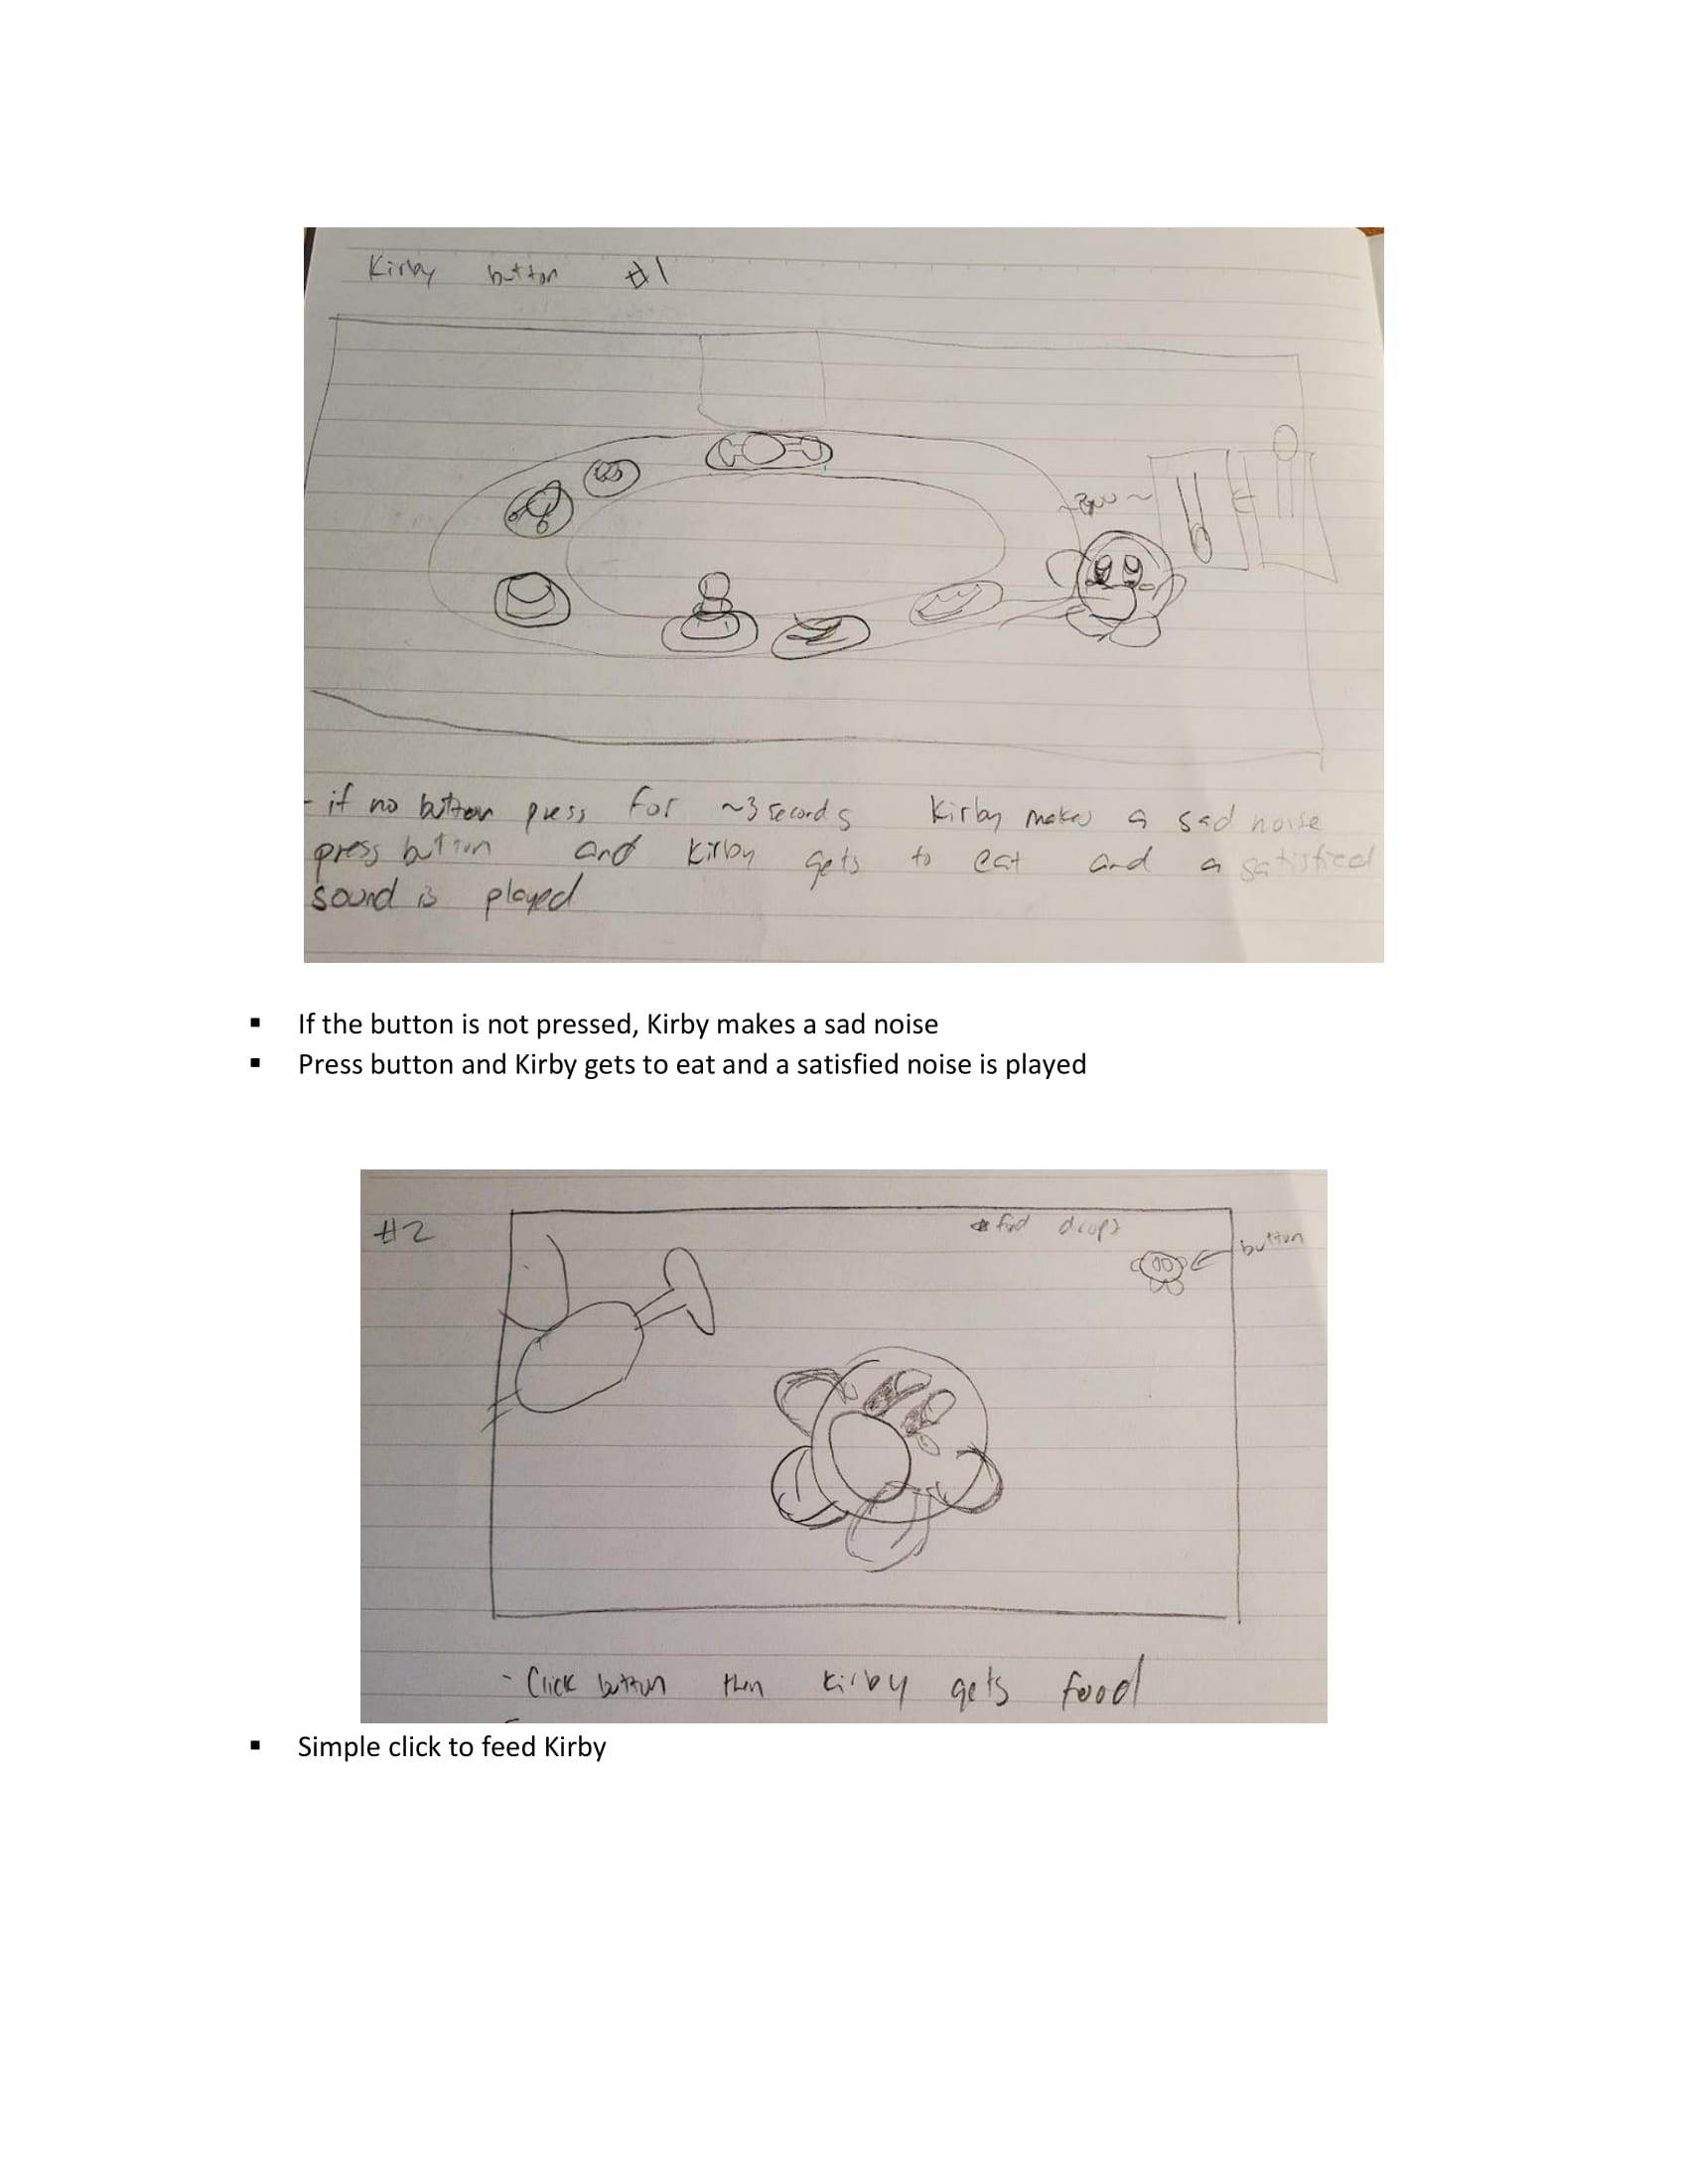 Kirby button #1
- if no button press for ~3 seconds Kirby makes a sad noise
press button and Kirby gets to eat and a satisfied
sound is played
▪ If the button is not pressed, Kirby makes a sad noise
▪ Press button and Kirby gets to eat and a satisfied noise is played
#2
drops
button
- Click button then kirby gets food
▪ Simple click to feed Kirby